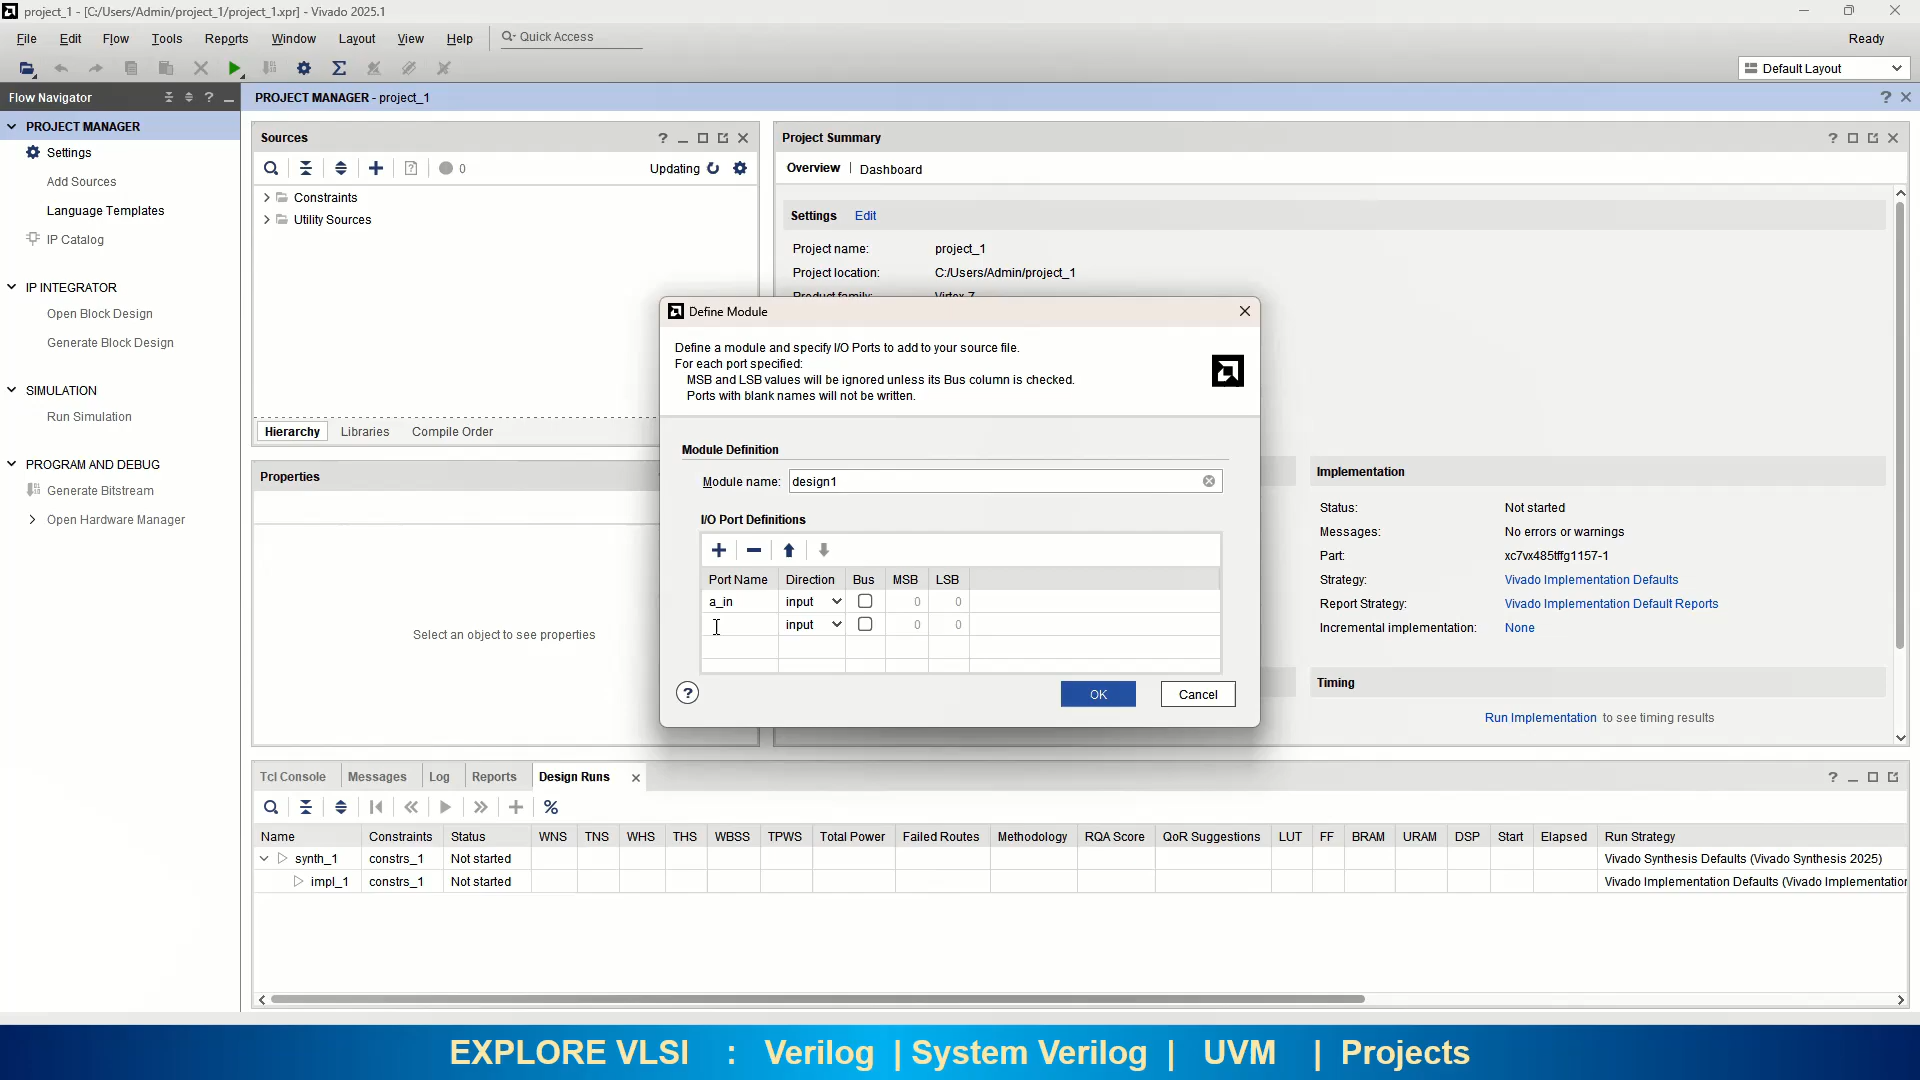 project_1 - [C:/Users/Admin/project_1/project_1.xpr] - Vivado 2025.1
File Edit Flow Tools Reports Window Layout View Help Quick Access Ready
Default Layout
Flow Navigator
PROJECT MANAGER
Settings
Add Sources
Language Templates
IP Catalog
IP INTEGRATOR
Open Block Design
Generate Block Design
SIMULATION
Run Simulation
PROGRAM AND DEBUG
Generate Bitstream
Open Hardware Manager
PROJECT MANAGER - project_1
Sources
0 Updating
Constraints
Utility Sources
Hierarchy Libraries Compile Order
Properties
Select an object to see properties
Project Summary
Overview | Dashboard
Settings Edit
Project name: project_1
Project location: C:/Users/Admin/project_1
Product family: Virtex-7
Implementation
Status: Not started
Messages: No errors or warnings
Part: xc7vx485tffg1157-1
Strategy: Vivado Implementation Defaults
Report Strategy: Vivado Implementation Default Reports
Incremental implementation: None
Timing
Run Implementation to see timing results
Define Module
Define a module and specify I/O Ports to add to your source file.
For each port specified:
MSB and LSB values will be ignored unless its Bus column is checked.
Ports with blank names will not be written.
Module Definition
Module name: design1
I/O Port Definitions
Port Name Direction Bus MSB LSB
a_in input 0 0
input 0 0
? OK Cancel
Tcl Console Messages Log Reports Design Runs
Name Constraints Status WNS TNS WHS THS WBSS TPWS Total Power Failed Routes Methodology RQA Score QoR Suggestions LUT FF BRAM URAM DSP Start Elapsed Run Strategy
synth_1 constrs_1 Not started Vivado Synthesis Defaults (Vivado Synthesis 2025)
impl_1 constrs_1 Not started Vivado Implementation Defaults (Vivado Implementation
EXPLORE VLSI : Verilog | System Verilog | UVM | Projects